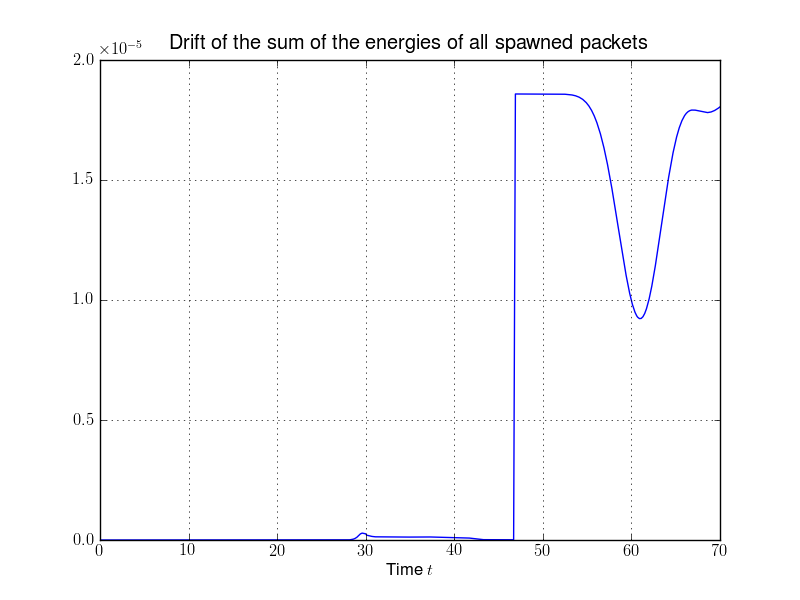 Drift of the sum of the energies of all spawned packets
×10⁻⁵
2.0
1.5
1.0
0.5
0.0
0 10 20 30 40 50 60 70
Time t